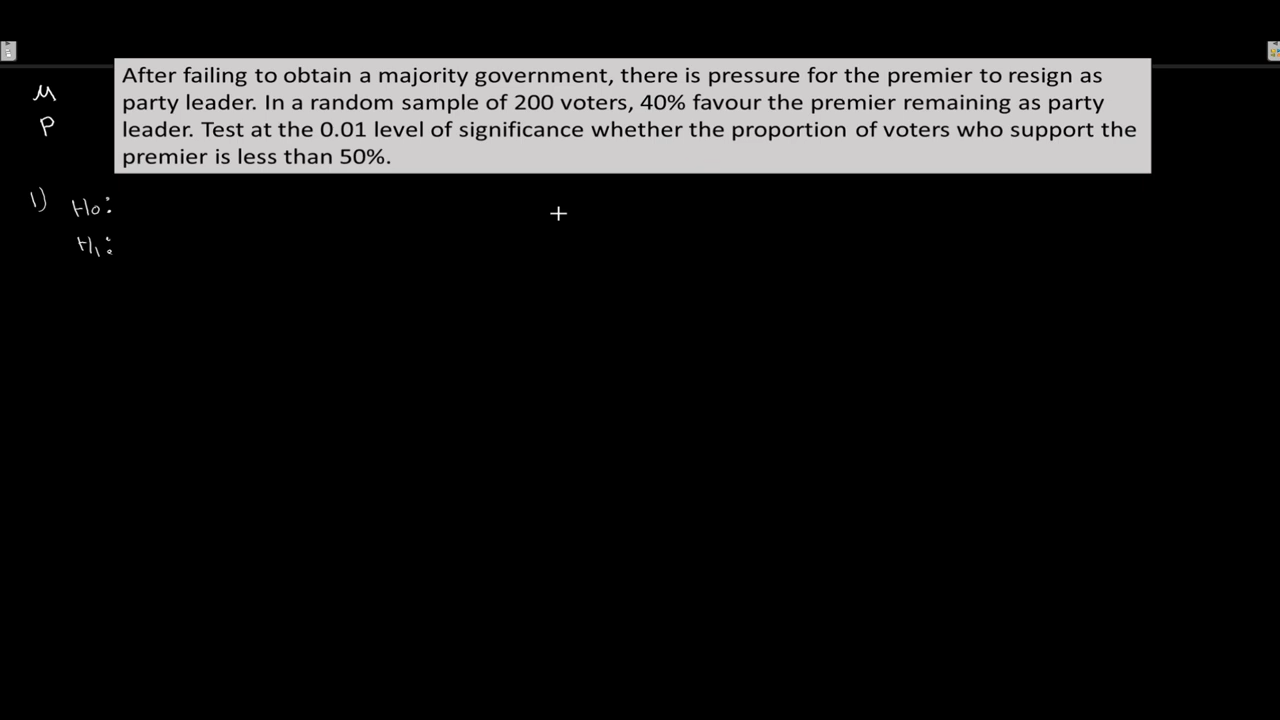 After failing to obtain a majority government, there is pressure for the premier to resign as
party leader. In a random sample of 200 voters, 40% favour the premier remaining as party
leader. Test at the 0.01 level of significance whether the proportion of voters who support the
premier is less than 50%.
μ
P
1) H₀:
H₁: